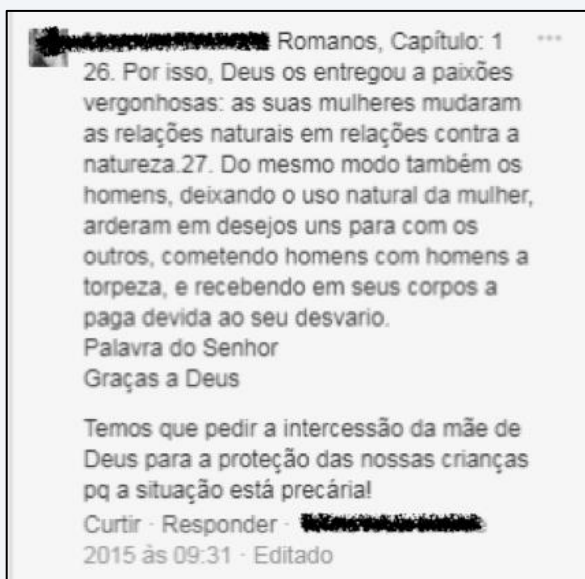 Romanos, Capítulo: 1
26. Por isso, Deus os entregou a paixões
vergonhosas: as suas mulheres mudaram
as relações naturais em relações contra a
natureza.27. Do mesmo modo também os
homens, deixando o uso natural da mulher,
arderam em desejos uns para com os
outros, cometendo homens com homens a
torpeza, e recebendo em seus corpos a
paga devida ao seu desvario.
Palavra do Senhor
Graças a Deus
Temos que pedir a intercessão da mãe de
Deus para a proteção das nossas crianças
pq a situação está precária!
Curtir · Responder ·
2015 às 09:31 · Editado